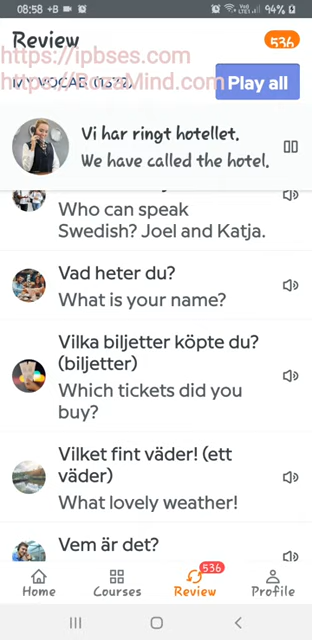 08:58 +B
94%
Review
536
https://ipbses.com
https://RosaMind.com
MY VOCAB
Play all
Vi har ringt hotellet.
We have called the hotel.
Who can speak
Swedish? Joel and Katja.
Vad heter du?
What is your name?
Vilka biljetter köpte du?
(biljetter)
Which tickets did you
buy?
Vilket fint väder! (ett
väder)
What lovely weather!
Vem är det?
536
Home
Courses
Review
Profile